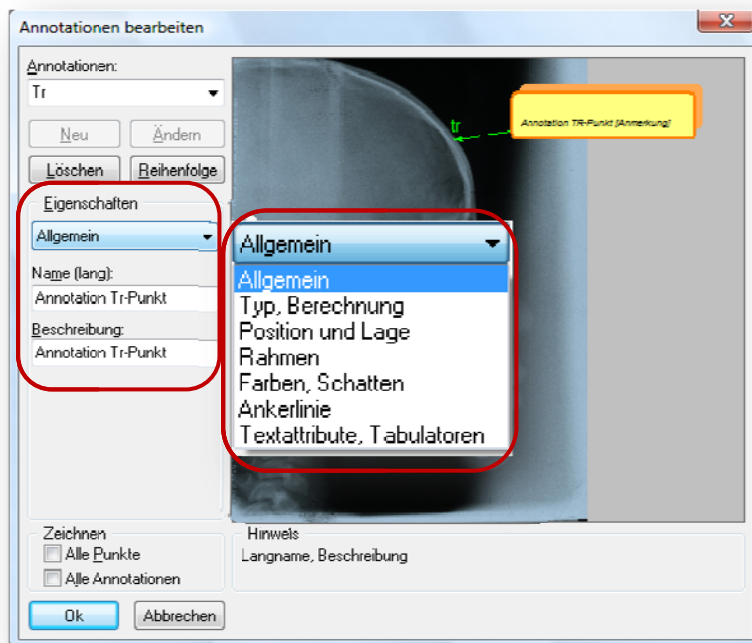 Annotationen bearbeiten
Annotationen:
Tr
Neu Ändern
Löschen Reihenfolge
Eigenschaften
Allgemein
Name (lang):
Annotation Tr-Punkt
Beschreibung:
Annotation Tr-Punkt
tr
Annotation TR-Punkt [Anmerkung]
Allgemein
Allgemein
Typ, Berechnung
Position und Lage
Rahmen
Farben, Schatten
Ankerlinie
Textattribute, Tabulatoren
Zeichnen
Alle Punkte
Alle Annotationen
Hinweis
Langname, Beschreibung
Ok Abbrechen